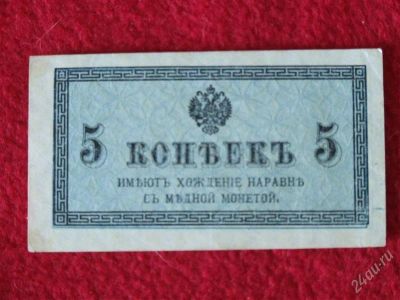 5 КОПѢЕКЪ 5
ИМѢЮТЪ ХОЖДЕНІЕ НАРАВНѢ
СЪ МѢДНОЙ МОНЕТОЙ.
24au.ru